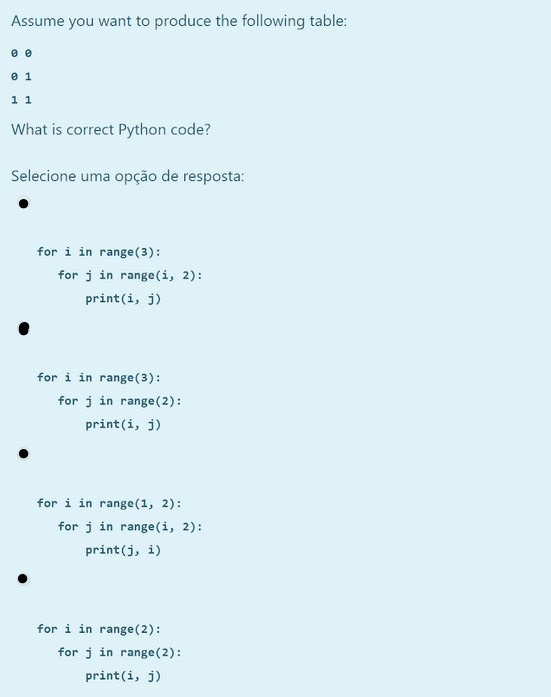 Assume you want to produce the following table:
0 0
0 1
1 1
What is correct Python code?
Selecione uma opção de resposta:
for i in range(3):
for j in range(i, 2):
print(i, j)
for i in range(3):
for j in range(2):
print(i, j)
for i in range(1, 2):
for j in range(i, 2):
print(j, i)
for i in range(2):
for j in range(2):
print(i, j)